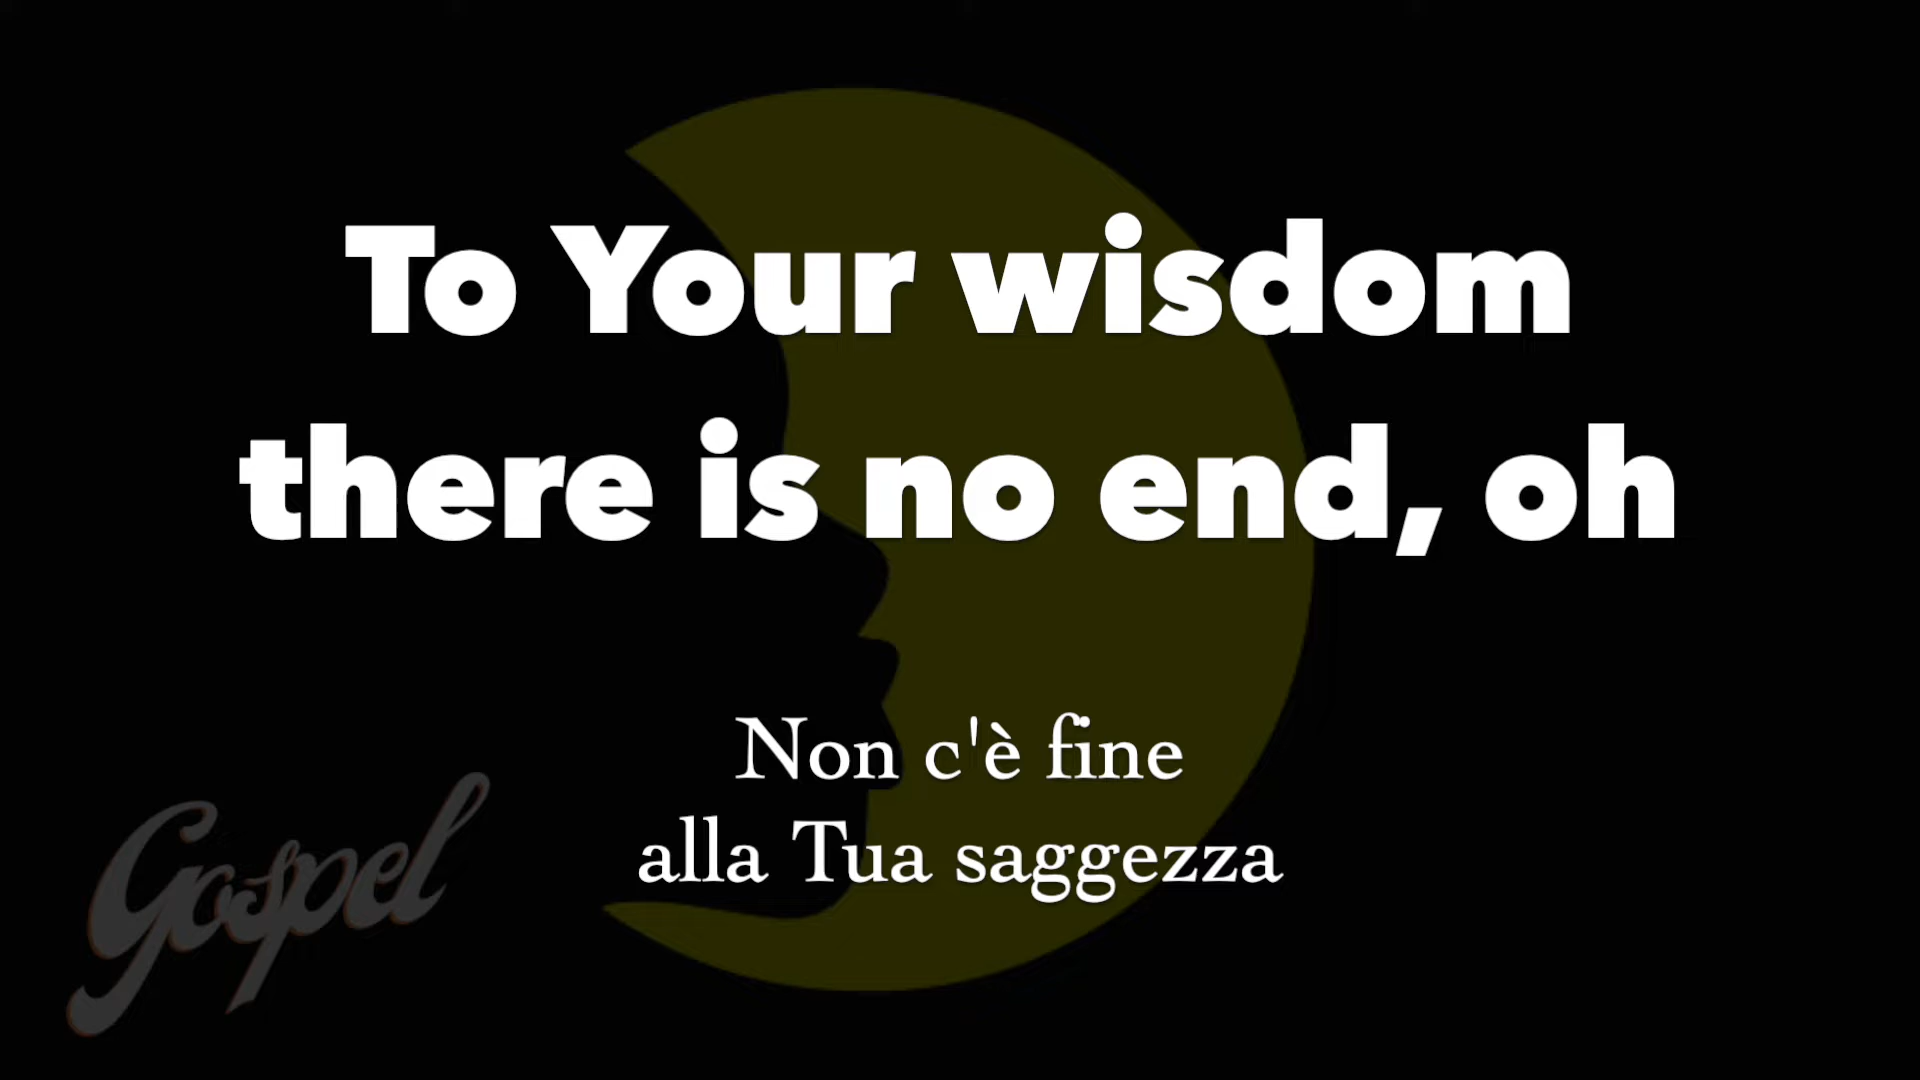 To Your wisdom
there is no end, oh
Non c'è fine
alla Tua saggezza
Gospel